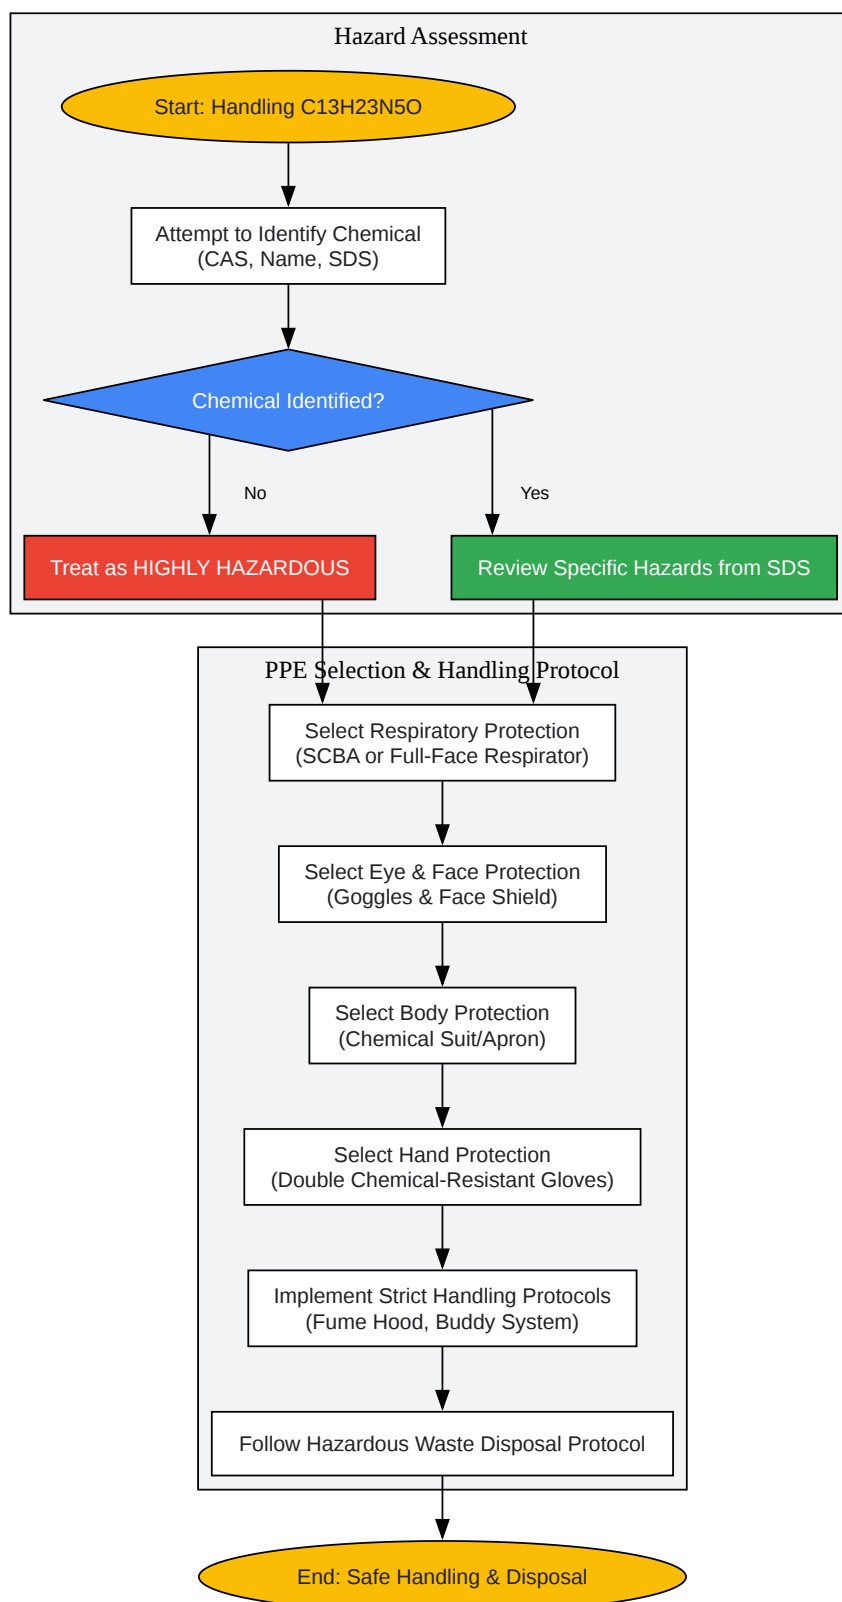 Hazard Assessment
Start: Handling C13H23N5O
Attempt to Identify Chemical
(CAS, Name, SDS)
Chemical Identified?
No
Yes
Treat as HIGHLY HAZARDOUS
Review Specific Hazards from SDS
PPE Selection & Handling Protocol
Select Respiratory Protection
(SCBA or Full-Face Respirator)
Select Eye & Face Protection
(Goggles & Face Shield)
Select Body Protection
(Chemical Suit/Apron)
Select Hand Protection
(Double Chemical-Resistant Gloves)
Implement Strict Handling Protocols
(Fume Hood, Buddy System)
Follow Hazardous Waste Disposal Protocol
End: Safe Handling & Disposal